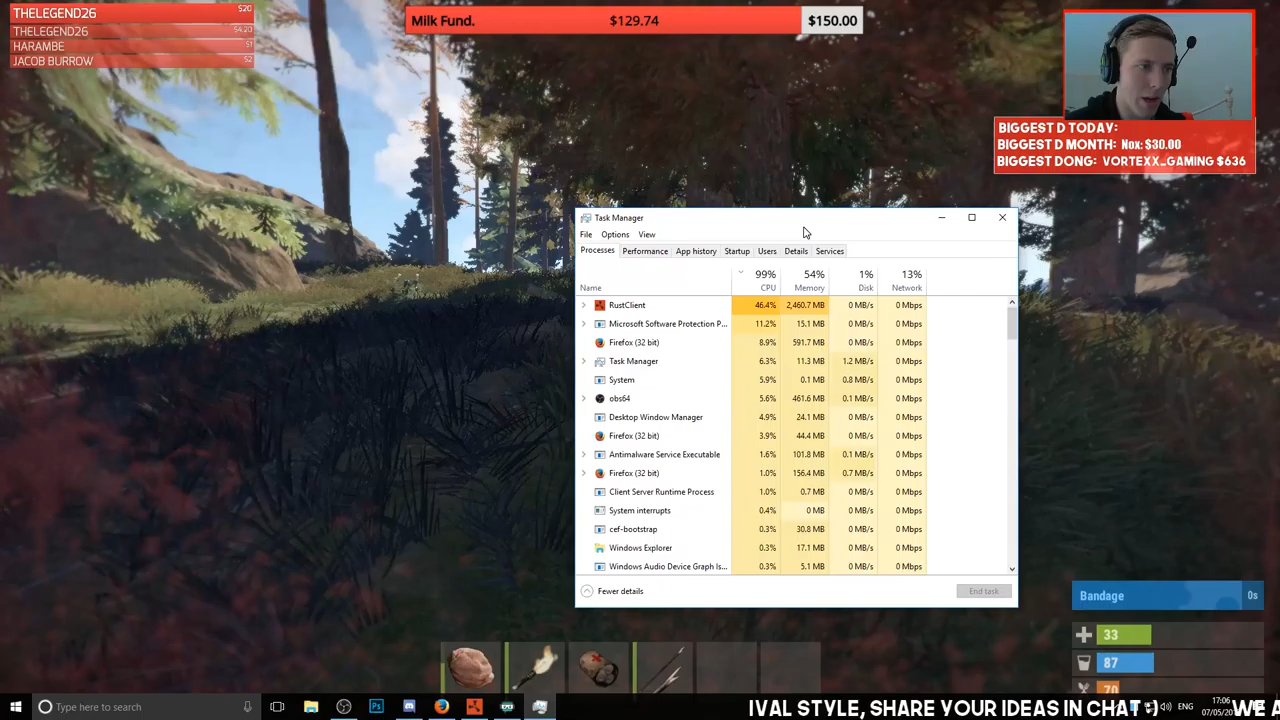 THELEGEND26 $20
THELEGEND26 $4.20
HARAMBE $1
JACOB BURROW $2
Milk Fund. $129.74 $150.00
BIGGEST D TODAY:
BIGGEST D MONTH: Nox: $30.00
BIGGEST DONG: VORTEXX_GAMING $636
Task Manager
File Options View
Processes Performance App history Startup Users Details Services
99% 54% 1% 13%
Name CPU Memory Disk Network
RustClient 46.4% 2,460.7 MB 0 MB/s 0 Mbps
Microsoft Software Protection P... 11.2% 15.1 MB 0 MB/s 0 Mbps
Firefox (32 bit) 8.9% 591.7 MB 0 MB/s 0 Mbps
Task Manager 6.3% 11.3 MB 1.2 MB/s 0 Mbps
System 5.9% 0.1 MB 0.8 MB/s 0 Mbps
obs64 5.6% 461.6 MB 0.1 MB/s 0 Mbps
Desktop Window Manager 4.9% 24.1 MB 0 MB/s 0 Mbps
Firefox (32 bit) 3.9% 44.4 MB 0 MB/s 0 Mbps
Antimalware Service Executable 1.6% 101.8 MB 0.1 MB/s 0 Mbps
Firefox (32 bit) 1.0% 156.4 MB 0.7 MB/s 0 Mbps
Client Server Runtime Process 1.0% 0.7 MB 0 MB/s 0 Mbps
System interrupts 0.4% 0 MB 0 MB/s 0 Mbps
cef-bootstrap 0.3% 30.8 MB 0 MB/s 0 Mbps
Windows Explorer 0.3% 17.1 MB 0 MB/s 0 Mbps
Windows Audio Device Graph Is... 0.3% 5.1 MB 0 MB/s 0 Mbps
Fewer details End task
Bandage 0s
33
87
70
Type here to search
ENG
17:06
IVAL STYLE, SHARE YOUR IDEAS IN CHAT :) WE A